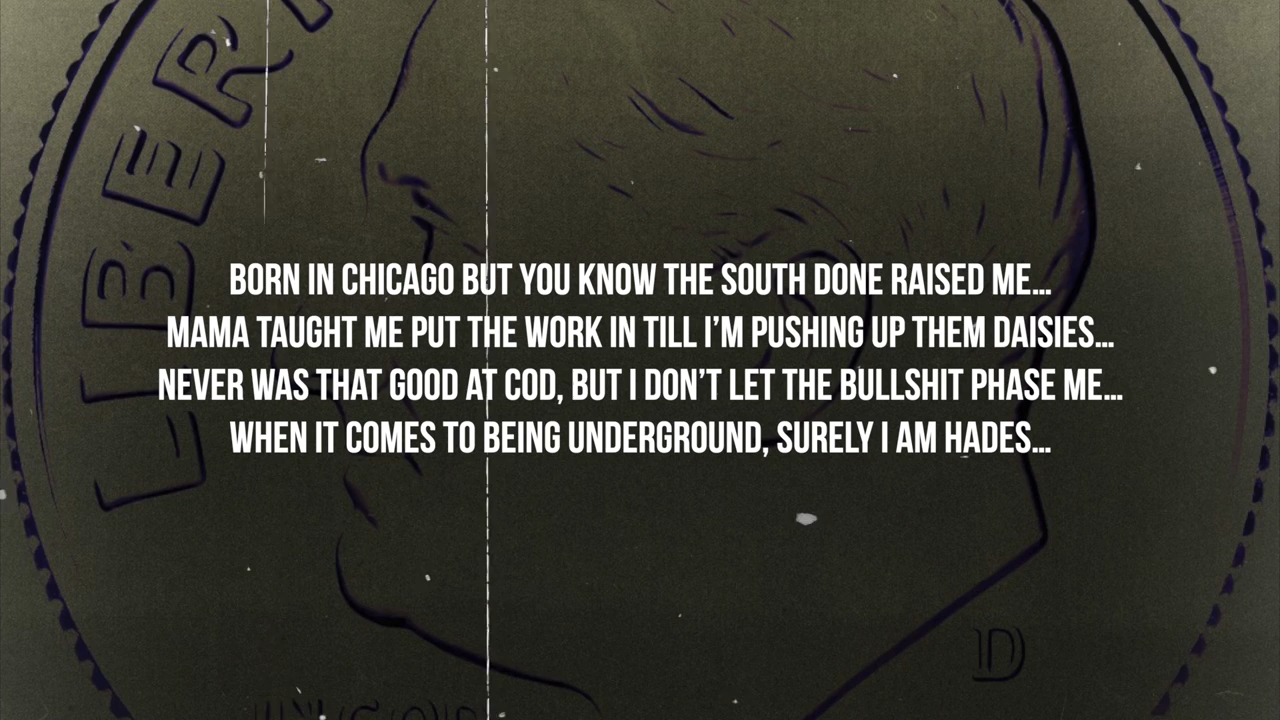 LIBER
BORN IN CHICAGO BUT YOU KNOW THE SOUTH DONE RAISED ME...
MAMA TAUGHT ME PUT THE WORK IN TILL I'M PUSHING UP THEM DAISIES...
NEVER WAS THAT GOOD AT COD, BUT I DON'T LET THE BULLSHIT PHASE ME...
WHEN IT COMES TO BEING UNDERGROUND, SURELY I AM HADES...
D